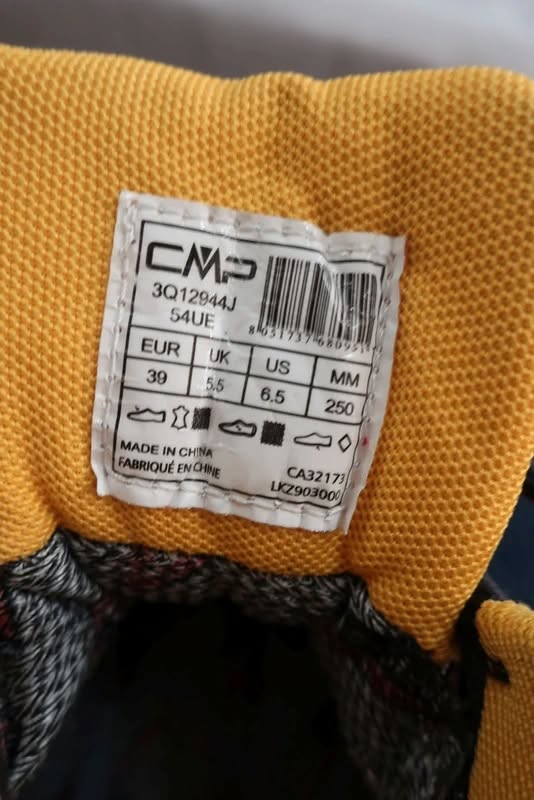 CMP
3Q12944J
54UE
EUR UK US MM
39 5.5 6.5 250
MADE IN CHINA
FABRIQUÉ EN CHINE
CA32173
LKZ903000